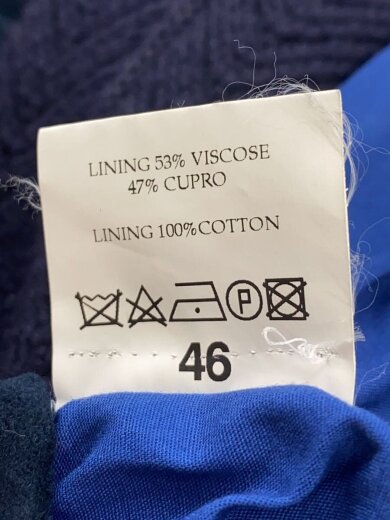 LINING 53% VISCOSE
47% CUPRO
LINING 100%COTTON
P
46